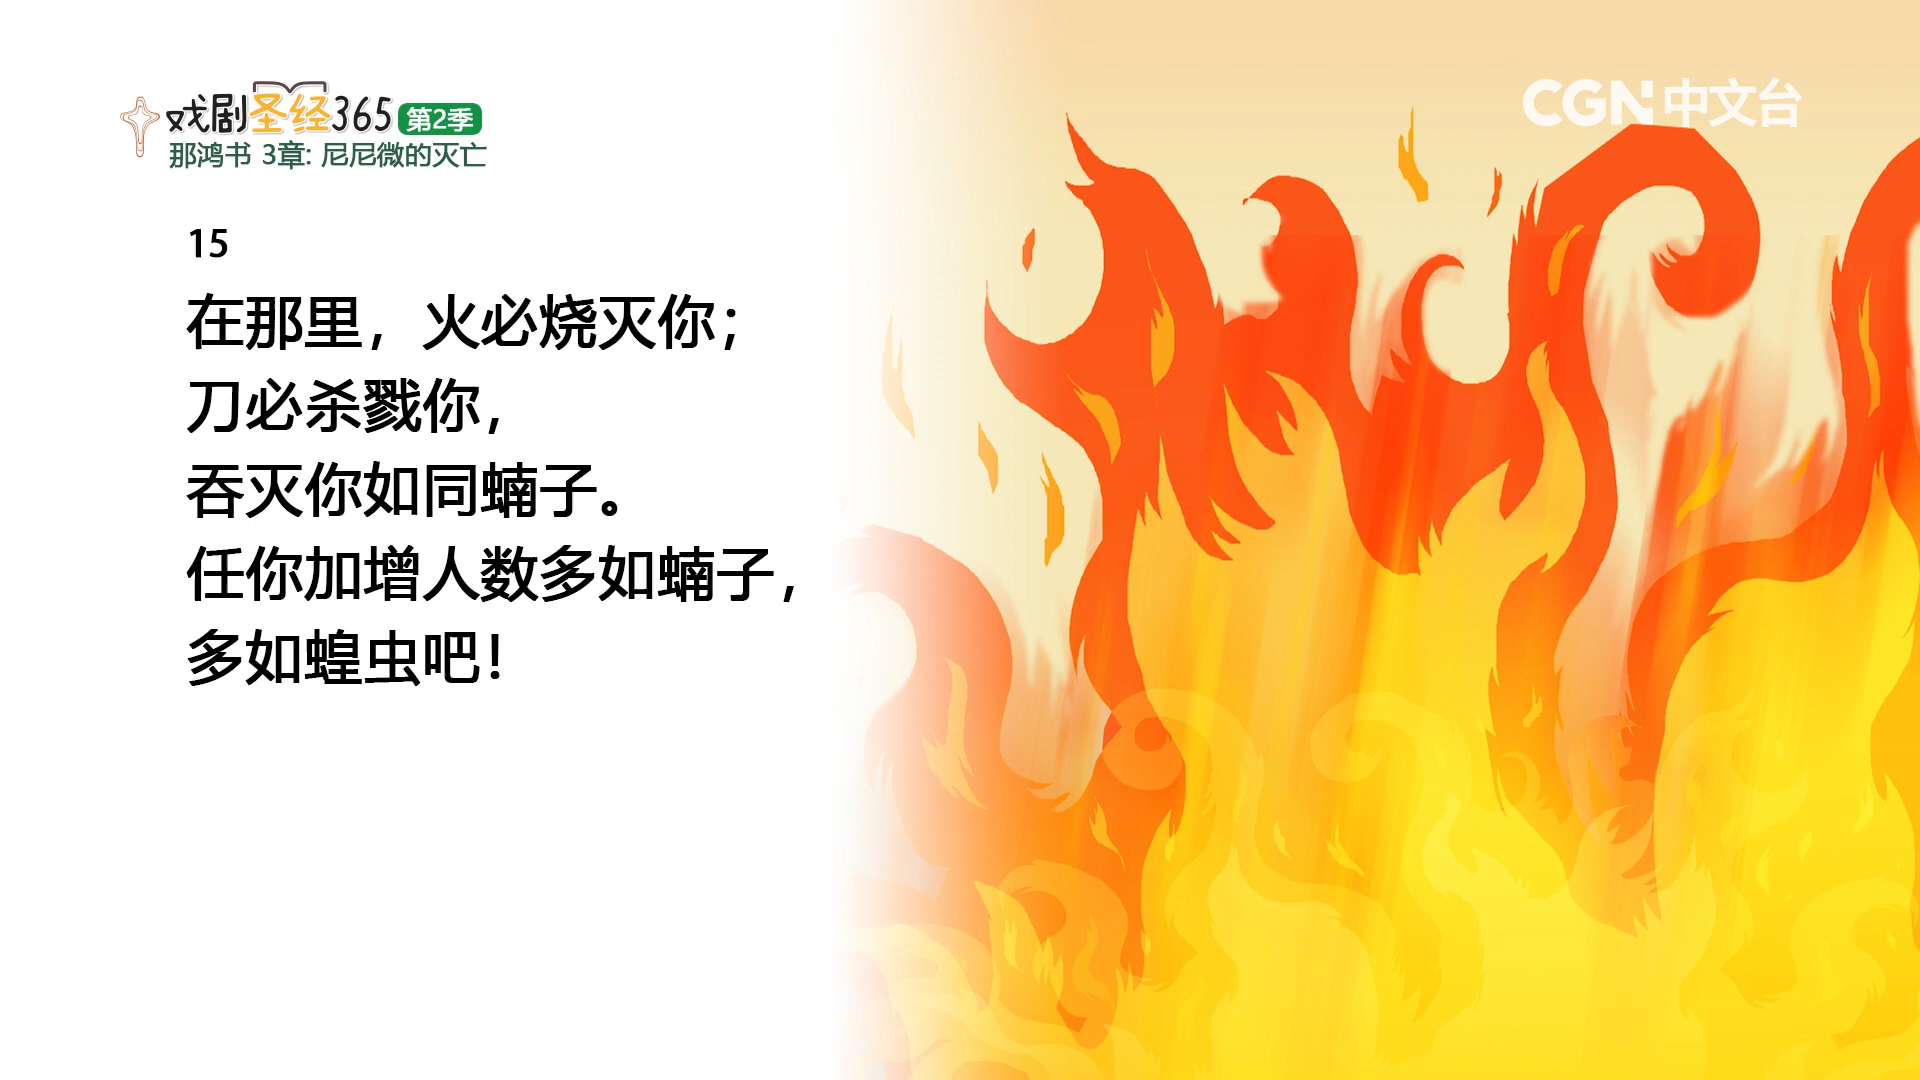 戏剧圣经365 第2季
CGN 中文台
那鸿书 3章: 尼尼微的灭亡
15
在那里，火必烧灭你；
刀必杀戮你，
吞灭你如同蝻子。
任你加增人数多如蝻子，
多如蝗虫吧！